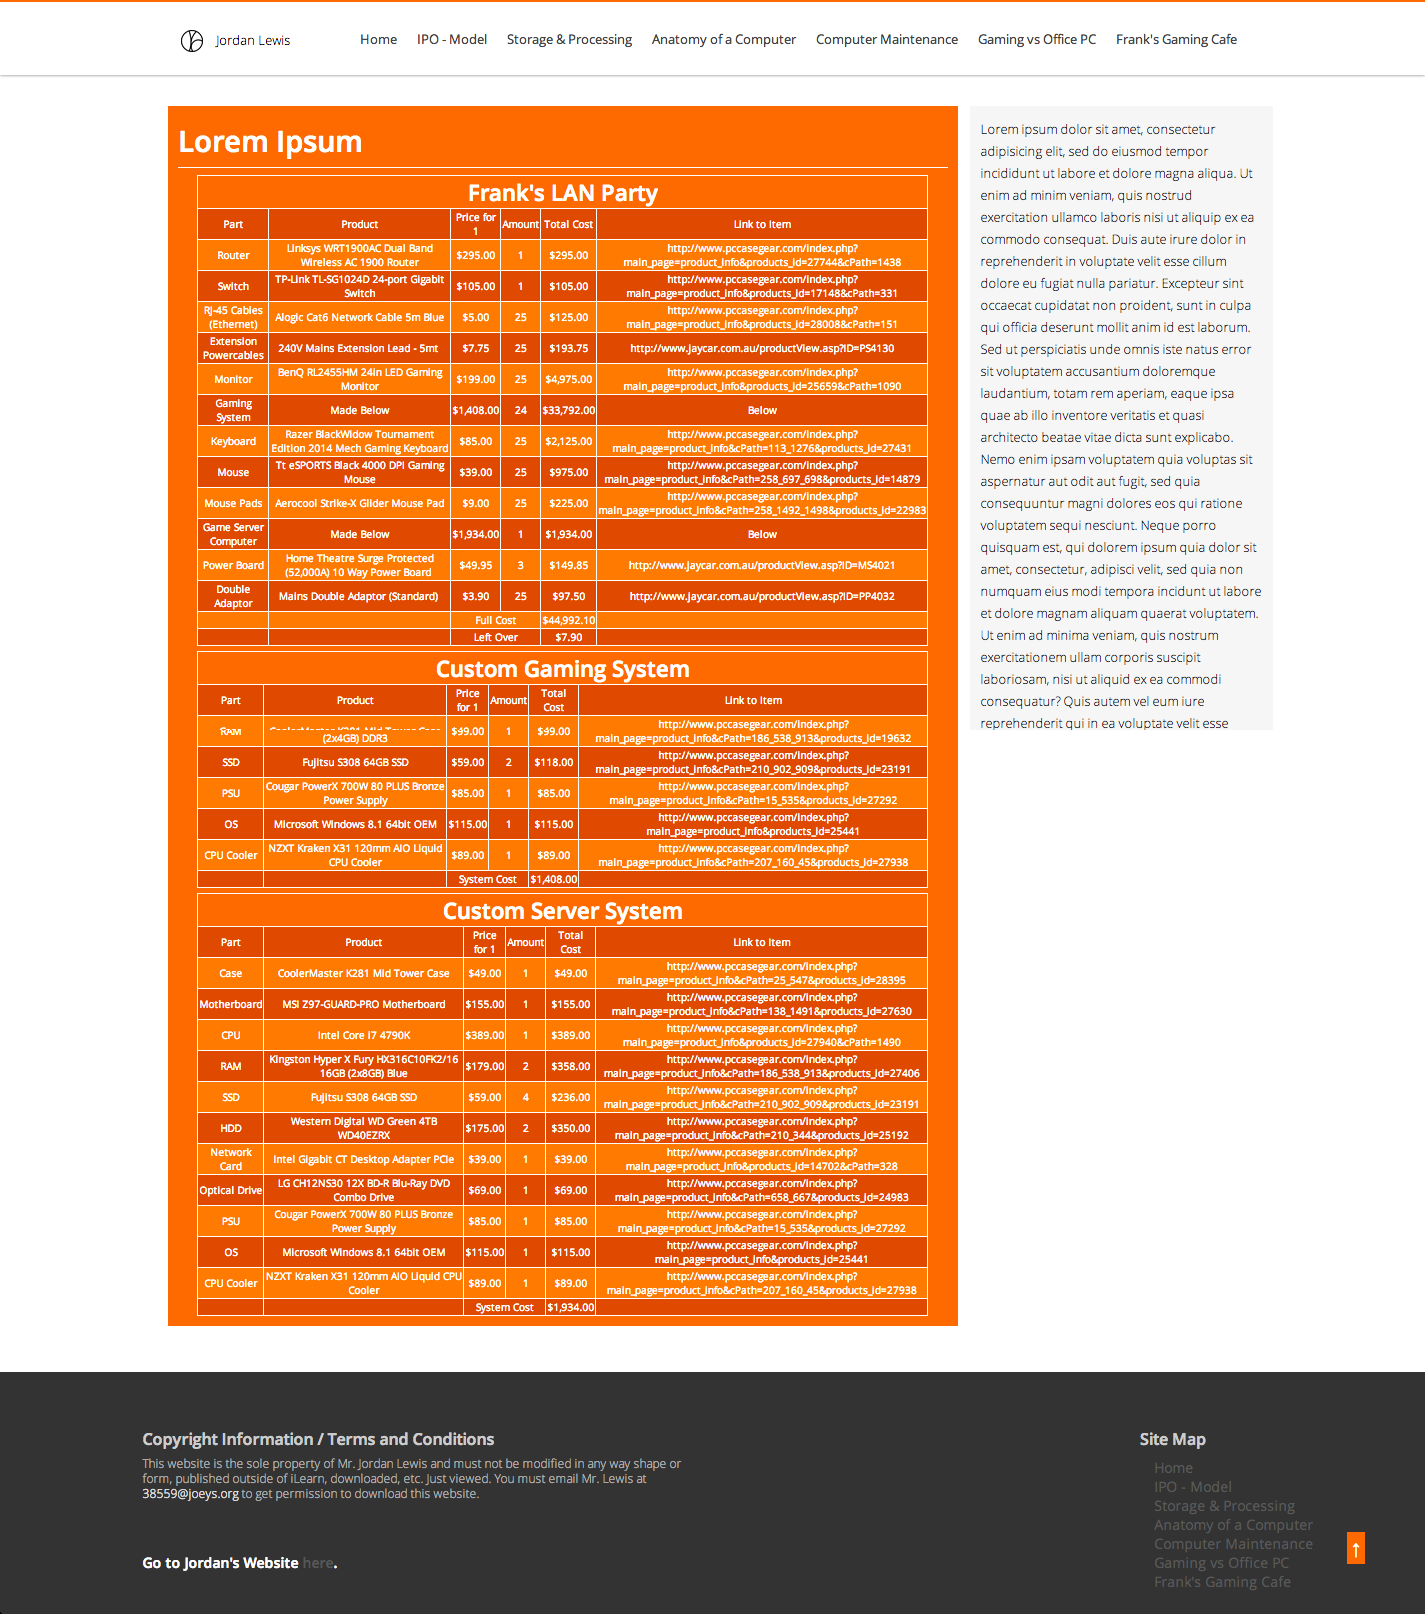 Jordan Lewis
Home IPO - Model Storage & Processing Anatomy of a Computer Computer Maintenance Gaming vs Office PC Frank's Gaming Cafe
Lorem Ipsum
Frank's LAN Party
Part Product Price for 1 Amount Total Cost Link to Item
Router Linksys WRT1900AC Dual Band Wireless AC 1900 Router $295.00 1 $295.00 http://www.pccasegear.com/index.php?main_page=product_info&products_id=27744&cPath=1438
Switch TP-Link TL-SG1024D 24-port Gigabit Switch $105.00 1 $105.00 http://www.pccasegear.com/index.php?main_page=product_info&products_id=17148&cPath=331
RJ-45 Cables (Ethernet) Alogic Cat6 Network Cable 5m Blue $5.00 25 $125.00 http://www.pccasegear.com/index.php?main_page=product_info&products_id=28008&cPath=151
Extension Powercables 240V Mains Extension Lead - 5mt $7.75 25 $193.75 http://www.jaycar.com.au/productView.asp?ID=PS4130
Monitor BenQ RL2455HM 24in LED Gaming Monitor $199.00 25 $4,975.00 http://www.pccasegear.com/index.php?main_page=product_info&products_id=25659&cPath=1090
Gaming System Made Below $1,408.00 24 $33,792.00 Below
Keyboard Razer BlackWidow Tournament Edition 2014 Mech Gaming Keyboard $85.00 25 $2,125.00 http://www.pccasegear.com/index.php?main_page=product_info&cPath=113_1276&products_id=27431
Mouse Tt eSPORTS Black 4000 DPI Gaming Mouse $39.00 25 $975.00 http://www.pccasegear.com/index.php?main_page=product_info&cPath=258_697_698&products_id=14879
Mouse Pads Aerocool Strike-X Glider Mouse Pad $9.00 25 $225.00 http://www.pccasegear.com/index.php?main_page=product_info&cPath=258_1492_1498&products_id=22983
Game Server Computer Made Below $1,934.00 1 $1,934.00 Below
Power Board Home Theatre Surge Protected (52,000A) 10 Way Power Board $49.95 3 $149.85 http://www.jaycar.com.au/productView.asp?ID=MS4021
Double Adaptor Mains Double Adaptor (Standard) $3.90 25 $97.50 http://www.jaycar.com.au/productView.asp?ID=PP4032
Full Cost $44,992.10
Left Over $7.90
Custom Gaming System
Part Product Price for 1 Amount Total Cost Link to Item
RAM (2x4GB) DDR3 $99.00 1 $99.00 http://www.pccasegear.com/index.php?main_page=product_info&cPath=186_538_913&products_id=19632
SSD Fujitsu S308 64GB SSD $59.00 2 $118.00 http://www.pccasegear.com/index.php?main_page=product_info&cPath=210_902_909&products_id=23191
PSU Cougar PowerX 700W 80 PLUS Bronze Power Supply $85.00 1 $85.00 http://www.pccasegear.com/index.php?main_page=product_info&cPath=15_535&products_id=27292
OS Microsoft Windows 8.1 64bit OEM $115.00 1 $115.00 http://www.pccasegear.com/index.php?main_page=product_info&products_id=25441
CPU Cooler NZXT Kraken X31 120mm AIO Liquid CPU Cooler $89.00 1 $89.00 http://www.pccasegear.com/index.php?main_page=product_info&cPath=207_160_45&products_id=27938
System Cost $1,408.00
Custom Server System
Part Product Price for 1 Amount Total Cost Link to Item
Case CoolerMaster K281 Mid Tower Case $49.00 1 $49.00 http://www.pccasegear.com/index.php?main_page=product_info&cPath=25_547&products_id=28395
Motherboard MSI Z97-GUARD-PRO Motherboard $155.00 1 $155.00 http://www.pccasegear.com/index.php?main_page=product_info&cPath=138_1491&products_id=27630
CPU Intel Core i7 4790K $389.00 1 $389.00 http://www.pccasegear.com/index.php?main_page=product_info&products_id=27940&cPath=1490
RAM Kingston Hyper X Fury HX316C10FK2/16 16GB (2x8GB) Blue $179.00 2 $358.00 http://www.pccasegear.com/index.php?main_page=product_info&cPath=186_538_913&products_id=27406
SSD Fujitsu S308 64GB SSD $59.00 4 $236.00 http://www.pccasegear.com/index.php?main_page=product_info&cPath=210_902_909&products_id=23191
HDD Western Digital WD Green 4TB WD40EZRX $175.00 2 $350.00 http://www.pccasegear.com/index.php?main_page=product_info&cPath=210_344&products_id=25192
Network Card Intel Gigabit CT Desktop Adapter PCIe $39.00 1 $39.00 http://www.pccasegear.com/index.php?main_page=product_info&products_id=14702&cPath=328
Optical Drive LG CH12NS30 12X BD-R Blu-Ray DVD Combo Drive $69.00 1 $69.00 http://www.pccasegear.com/index.php?main_page=product_info&cPath=658_667&products_id=24983
PSU Cougar PowerX 700W 80 PLUS Bronze Power Supply $85.00 1 $85.00 http://www.pccasegear.com/index.php?main_page=product_info&cPath=15_535&products_id=27292
OS Microsoft Windows 8.1 64bit OEM $115.00 1 $115.00 http://www.pccasegear.com/index.php?main_page=product_info&products_id=25441
CPU Cooler NZXT Kraken X31 120mm AIO Liquid CPU Cooler $89.00 1 $89.00 http://www.pccasegear.com/index.php?main_page=product_info&cPath=207_160_45&products_id=27938
System Cost $1,934.00
Lorem ipsum dolor sit amet, consectetur
adipisicing elit, sed do eiusmod tempor
incididunt ut labore et dolore magna aliqua. Ut
enim ad minim veniam, quis nostrud
exercitation ullamco laboris nisi ut aliquip ex ea
commodo consequat. Duis aute irure dolor in
reprehenderit in voluptate velit esse cillum
dolore eu fugiat nulla pariatur. Excepteur sint
occaecat cupidatat non proident, sunt in culpa
qui officia deserunt mollit anim id est laborum.
Sed ut perspiciatis unde omnis iste natus error
sit voluptatem accusantium doloremque
laudantium, totam rem aperiam, eaque ipsa
quae ab illo inventore veritatis et quasi
architecto beatae vitae dicta sunt explicabo.
Nemo enim ipsam voluptatem quia voluptas sit
aspernatur aut odit aut fugit, sed quia
consequuntur magni dolores eos qui ratione
voluptatem sequi nesciunt. Neque porro
quisquam est, qui dolorem ipsum quia dolor sit
amet, consectetur, adipisci velit, sed quia non
numquam eius modi tempora incidunt ut labore
et dolore magnam aliquam quaerat voluptatem.
Ut enim ad minima veniam, quis nostrum
exercitationem ullam corporis suscipit
laboriosam, nisi ut aliquid ex ea commodi
consequatur? Quis autem vel eum iure
reprehenderit qui in ea voluptate velit esse
Copyright Information / Terms and Conditions
This website is the sole property of Mr. Jordan Lewis and must not be modified in any way shape or
form, published outside of iLearn, downloaded, etc. Just viewed. You must email Mr. Lewis at
38559@joeys.org to get permission to download this website.
Go to Jordan's Website here.
Site Map
Home
IPO - Model
Storage & Processing
Anatomy of a Computer
Computer Maintenance
Gaming vs Office PC
Frank's Gaming Cafe
↑